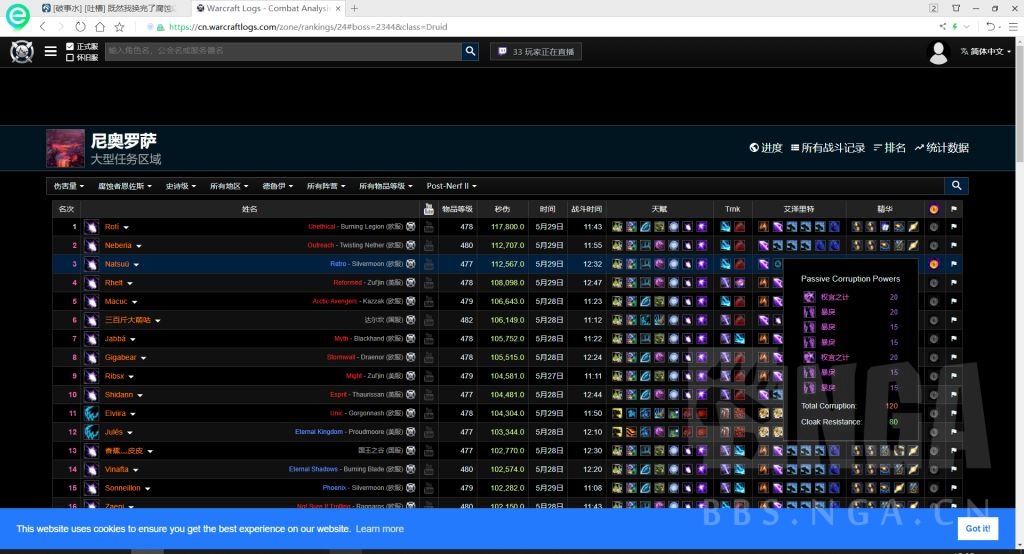 [破事水] [吐槽] 既然我换完了腐蚀
Warcraft Logs - Combat Analysis
2
https://cn.warcraftlogs.com/zone/rankings/24#boss=2344&class=Druid
正式服
怀旧服
输入角色名，公会名或服务器名
33 玩家正在直播
简体中文
尼奥罗萨
大型任务区域
进度 所有战斗记录 排名 统计数据
伤害量 腐蚀者恩佐斯 史诗级 所有地区 德鲁伊 所有阵营 所有物品等级 Post-Nerf II
名次 姓名 物品等级 秒伤 时间 战斗时间 天赋 Trnk 艾泽里特 精华
1 Roti Unethical - Burning Legion (欧服) 478 117,800.0 5月29日 11:43
2 Neberia Outreach - Twisting Nether (欧服) 480 112,707.0 5月29日 11:55
3 Natsuû Retro - Silvermoon (欧服) 477 112,567.0 5月29日 12:32
4 Rhelt Reformed - Zul'jin (美服) 478 108,098.0 5月29日 12:47
5 Macuc Arctic Avengers - Kazzak (欧服) 479 106,643.0 5月28日 11:23
6 三百斤大萌咕 达尔坎 (国服) 482 106,149.0 5月28日 11:12
7 Jabbá Myth - Blackhand (欧服) 477 105,752.0 5月28日 11:22
8 Gigabear Stormwall - Draenor (欧服) 478 105,515.0 5月28日 12:24
9 Ribsx Might - Zul'jin (美服) 479 104,581.0 5月27日 11:11
10 Shidann Esprit - Thaurissan (美服) 477 104,481.0 5月28日 12:44
11 Elviira Unic - Gorgonnash (欧服) 478 104,304.0 5月29日 11:50
12 Julés Eternal Kingdom - Proudmoore (美服) 477 103,344.0 5月28日 12:10
13 皮皮 国王之谷 (国服) 477 102,770.0 5月28日 12:30
14 Vinafta Eternal Shadows - Burning Blade (欧服) 480 102,574.0 5月28日 12:20
15 Sonneillon Phoenix - Silvermoon (欧服) 478 102,282.0 5月29日 11:08
16 Zaepi Not Sure If Trolling - Ragnaros (欧服) 480 102,150.0 5月28日 11:43
Passive Corruption Powers
权宜之计 20
暴戾 20
暴戾 15
暴戾 15
权宜之计 20
暴戾 15
暴戾 15
Total Corruption: 120
Cloak Resistance: 80
NGA
BBS.NGA.CN
This website uses cookies to ensure you get the best experience on our website. Learn more
Got it!